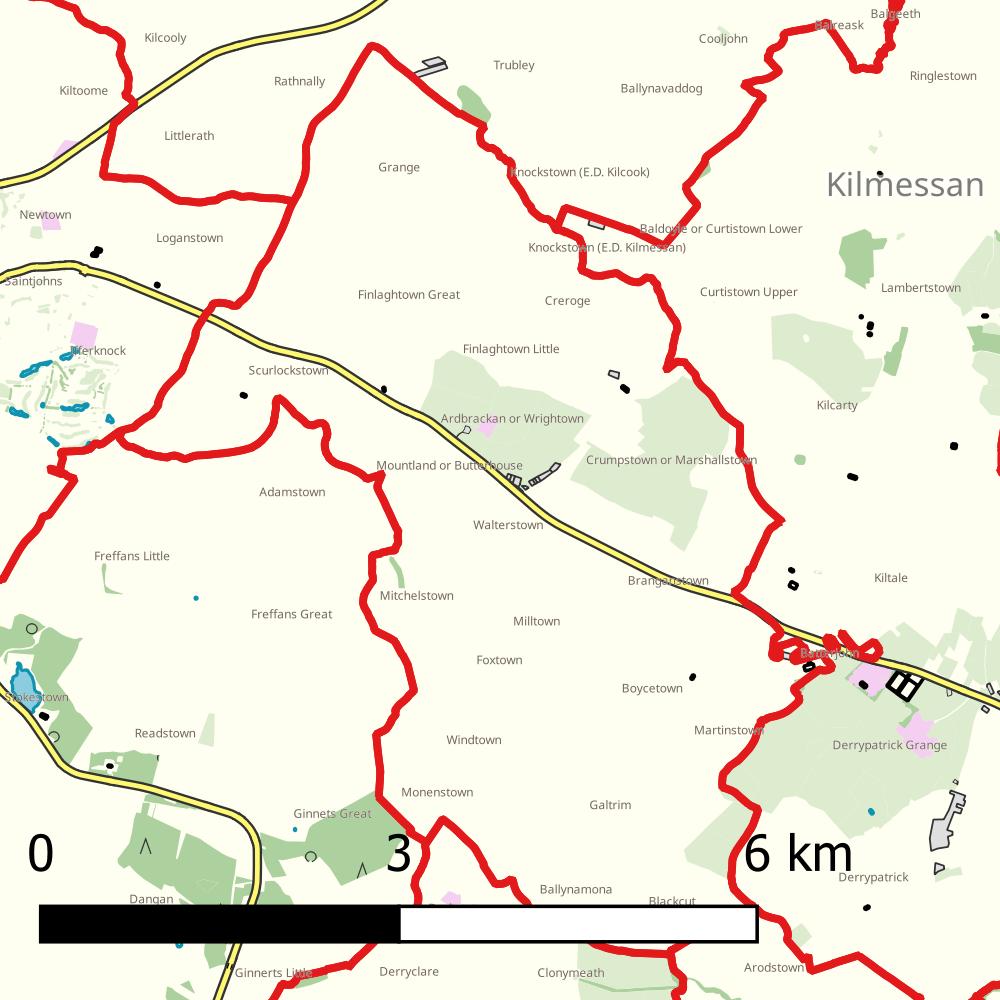 Balgeeth
Balreask
Kilcooly
Cooljohn
Trubley
Ringlestown
Rathnally
Ballynavaddog
Kiltoome
Littlerath
Grange
Knockstown (E.D. Kilcook)
Kilmessan
Newtown
Baldoyle or Curtistown Lower
Loganstown
Knockstown (E.D. Kilmessan)
Saintjohns
Lambertstown
Curtistown Upper
Finlaghtown Great
Creroge
Iffernock
Finlaghtown Little
Scurlockstown
Kilcarty
Ardbrackan or Wrightown
Crumpstown or Marshallstown
Mountland or Butterhouse
Adamstown
Walterstown
Freffans Little
Branganstown
Kiltale
Mitchelstown
Freffans Great
Milltown
Batterjohn
Foxtown
Boycetown
Stokestown
Martinstown
Readstown
Windtown
Derrypatrick Grange
Monenstown
Galtrim
Ginnets Great
0 3 6 km
Derrypatrick
Ballynamona
Dangan
Blackcut
Arodstown
Ginnerts Little
Derryclare
Clonymeath